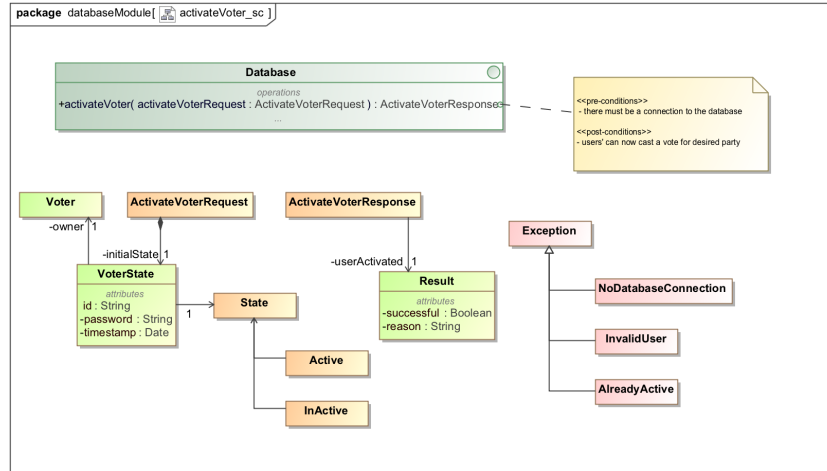 package databaseModule[ activateVoter_sc ]
Database
operations
+activateVoter( activateVoterRequest : ActivateVoterRequest ) : ActivateVoterResponse
...
<<pre-conditions>>
- there must be a connection to the database
<<post-conditions>>
- users' can now cast a vote for desired party
Voter
ActivateVoterRequest
ActivateVoterResponse
Exception
-owner 1
-initialState 1
-userActivated 1
VoterState
attributes
id : String
-password : String
-timestamp : Date
1
State
Result
attributes
-successful : Boolean
-reason : String
NoDatabaseConnection
InvalidUser
AlreadyActive
Active
InActive